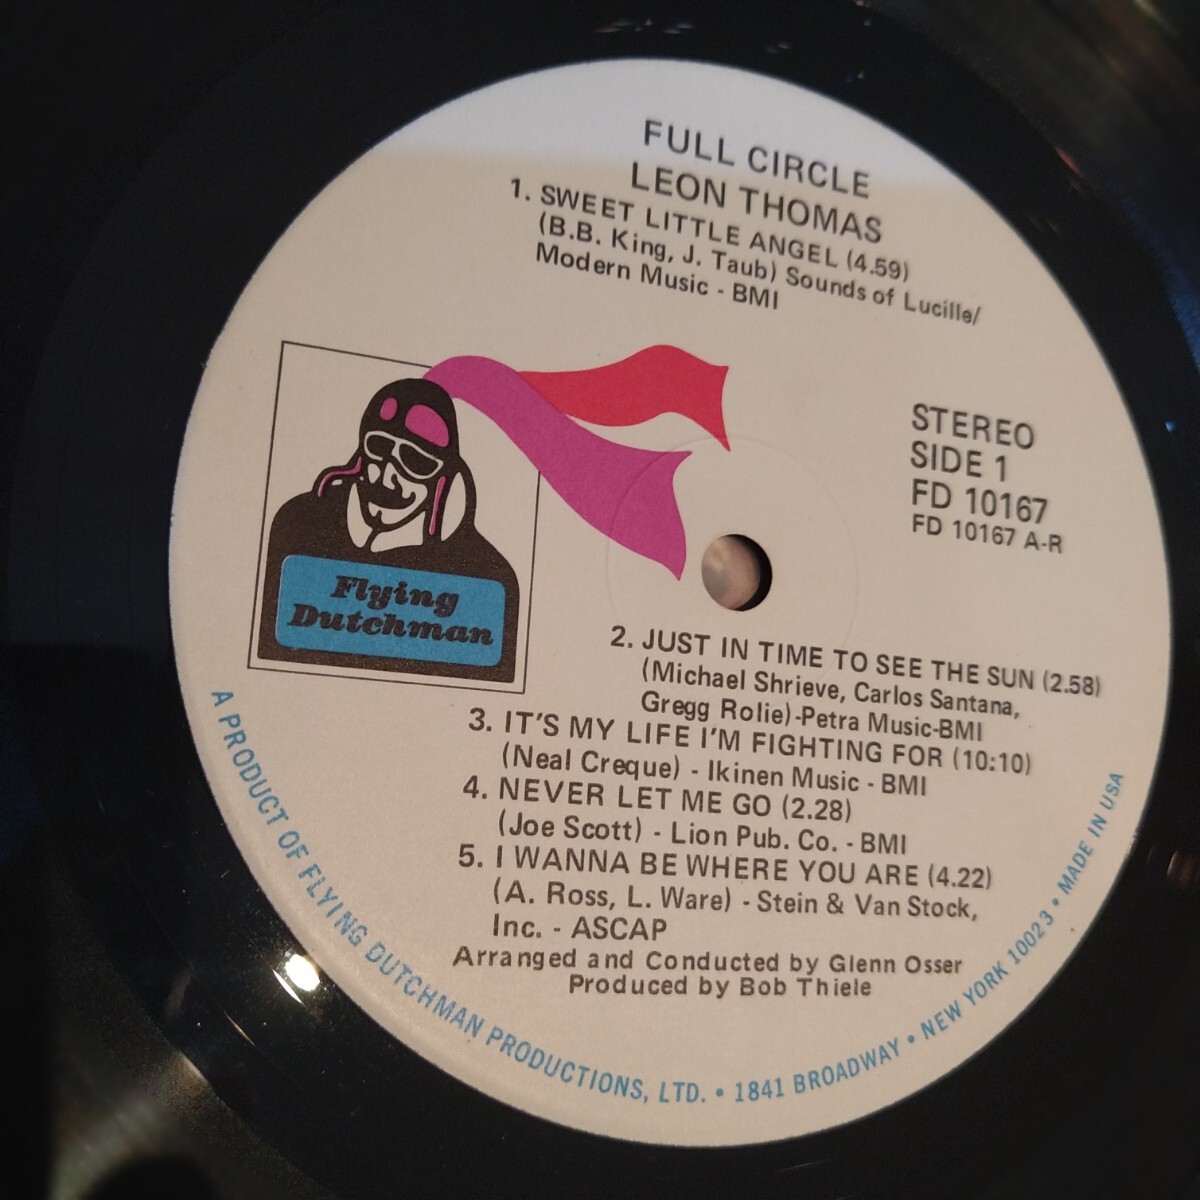 FULL CIRCLE
LEON THOMAS
1. SWEET LITTLE ANGEL (4.59)
(B.B. King, J. Taub) Sounds of Lucille/
Modern Music - BMI
STEREO
SIDE 1
FD 10167
FD 10167 A-R
Flying
Dutchman
2. JUST IN TIME TO SEE THE SUN (2.58)
(Michael Shrieve, Carlos Santana,
Gregg Rolie)-Petra Music-BMI
3. IT'S MY LIFE I'M FIGHTING FOR (10:10)
(Neal Creque) - Ikinen Music - BMI
4. NEVER LET ME GO (2.28)
(Joe Scott) - Lion Pub. Co. - BMI
5. I WANNA BE WHERE YOU ARE (4.22)
(A. Ross, L. Ware) - Stein & Van Stock,
Inc. - ASCAP
Arranged and Conducted by Glenn Osser
Produced by Bob Thiele
A PRODUCT OF FLYING DUTCHMAN PRODUCTIONS, LTD. • 1841 BROADWAY • NEW YORK 10023 • MADE IN USA